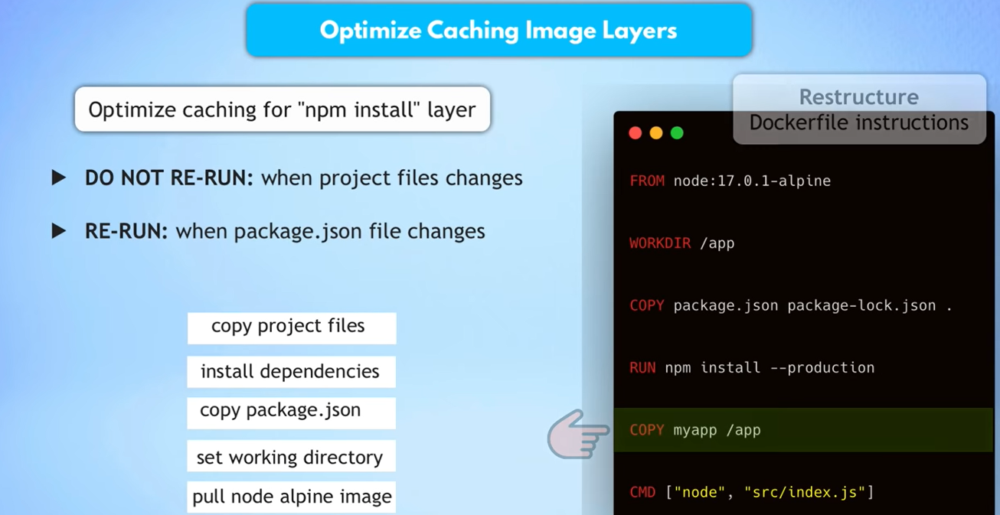 Optimize Caching Image Layers
Optimize caching for "npm install" layer
▶ DO NOT RE-RUN: when project files changes
▶ RE-RUN: when package.json file changes
copy project files
install dependencies
copy package.json
set working directory
pull node alpine image
Restructure
Dockerfile instructions
FROM node:17.0.1-alpine
WORKDIR /app
COPY package.json package-lock.json .
RUN npm install --production
COPY myapp /app
CMD ["node", "src/index.js"]